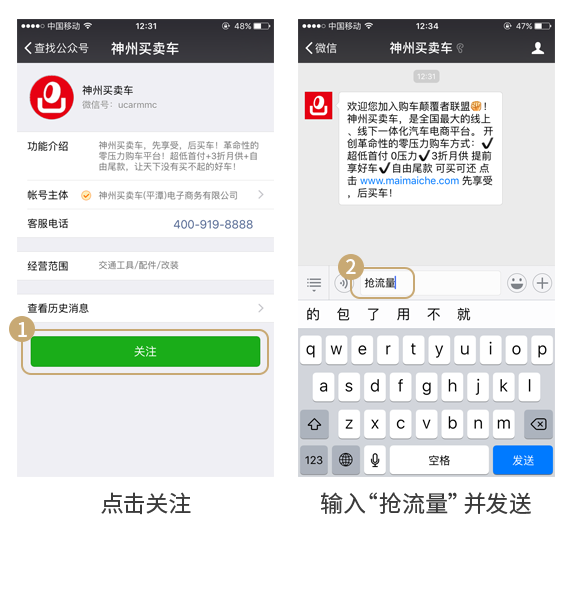 中国移动
12:31
48%
查找公众号
神州买卖车
神州买卖车
微信号：ucarmmc
功能介绍
神州买卖车，先享受，后买车！革命性的
零压力购车平台！超低首付+3折月供+自
由尾款，让天下没有买不起的好车！
帐号主体
神州买卖车(平潭)电子商务有限公司
客服电话
400-919-8888
经营范围
交通工具/配件/改装
查看历史消息
1
关注
点击关注
中国移动
12:34
47%
微信
神州买卖车
12:31
欢迎您加入购车颠覆者联盟！
神州买卖车，是全国最大的线上
、线下一体化汽车电商平台。 开
创革命性的零压力购车方式：✔
超低首付 0压力✔3折月供 提前
享好车✔自由尾款 可买可还 点
击 www.maimaiche.com 先享受
，后买车！
2
抢流量
的 包 了 用 不 就
q w e r t y u i o p
a s d f g h j k l
z x c v b n m
123
空格
发送
输入“抢流量”并发送